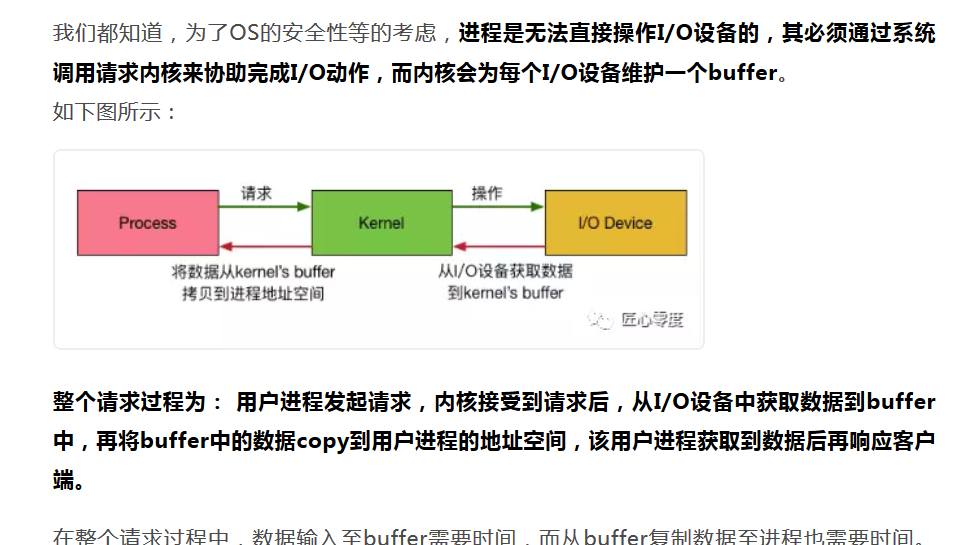 我们都知道，为了OS的安全性等的考虑，进程是无法直接操作I/O设备的，其必须通过系统
调用请求内核来协助完成I/O动作，而内核会为每个I/O设备维护一个buffer。
如下图所示：
请求
操作
Process
Kernel
I/O Device
将数据从kernel's buffer
拷贝到进程地址空间
从I/O设备获取数据
到kernel's buffer
匠心零度
整个请求过程为： 用户进程发起请求，内核接受到请求后，从I/O设备中获取数据到buffer
中，再将buffer中的数据copy到用户进程的地址空间，该用户进程获取到数据后再响应客户
端。
在整个请求过程中，数据输入至buffer需要时间，而从buffer复制数据至进程也需要时间。